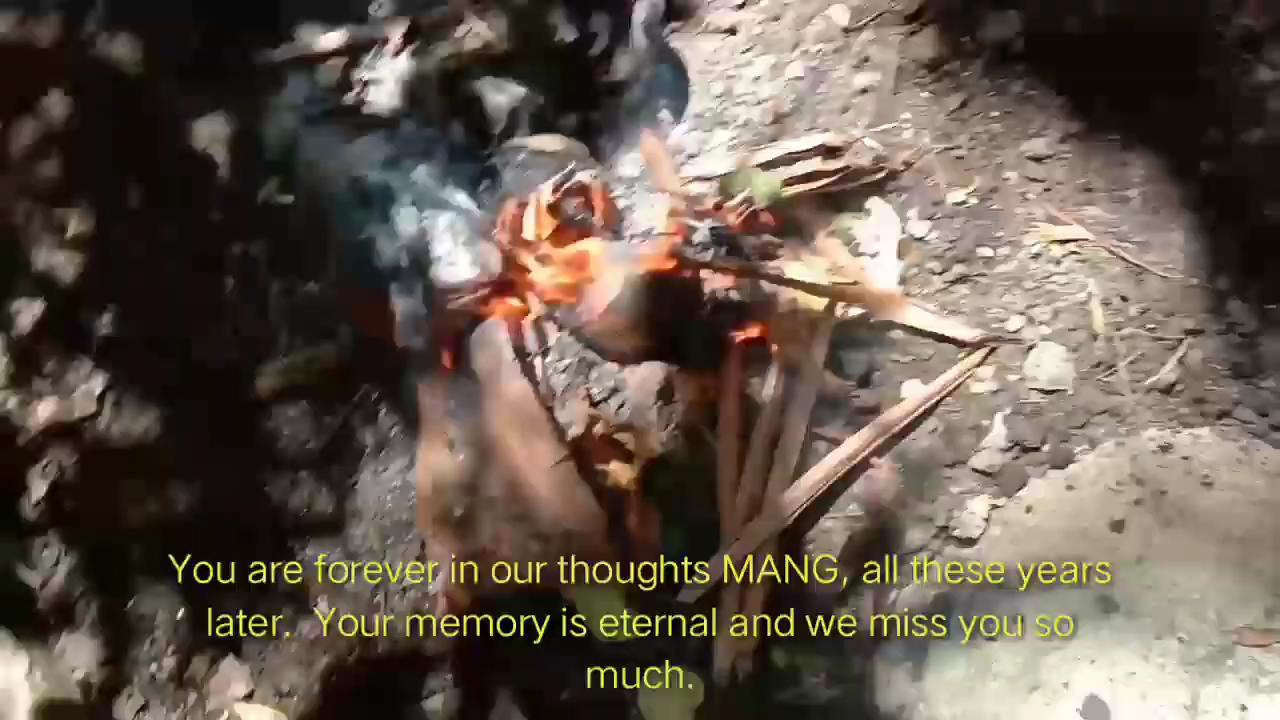 You are forever in our thoughts MANG, all these years
later.  Your memory is eternal and we miss you so
much.